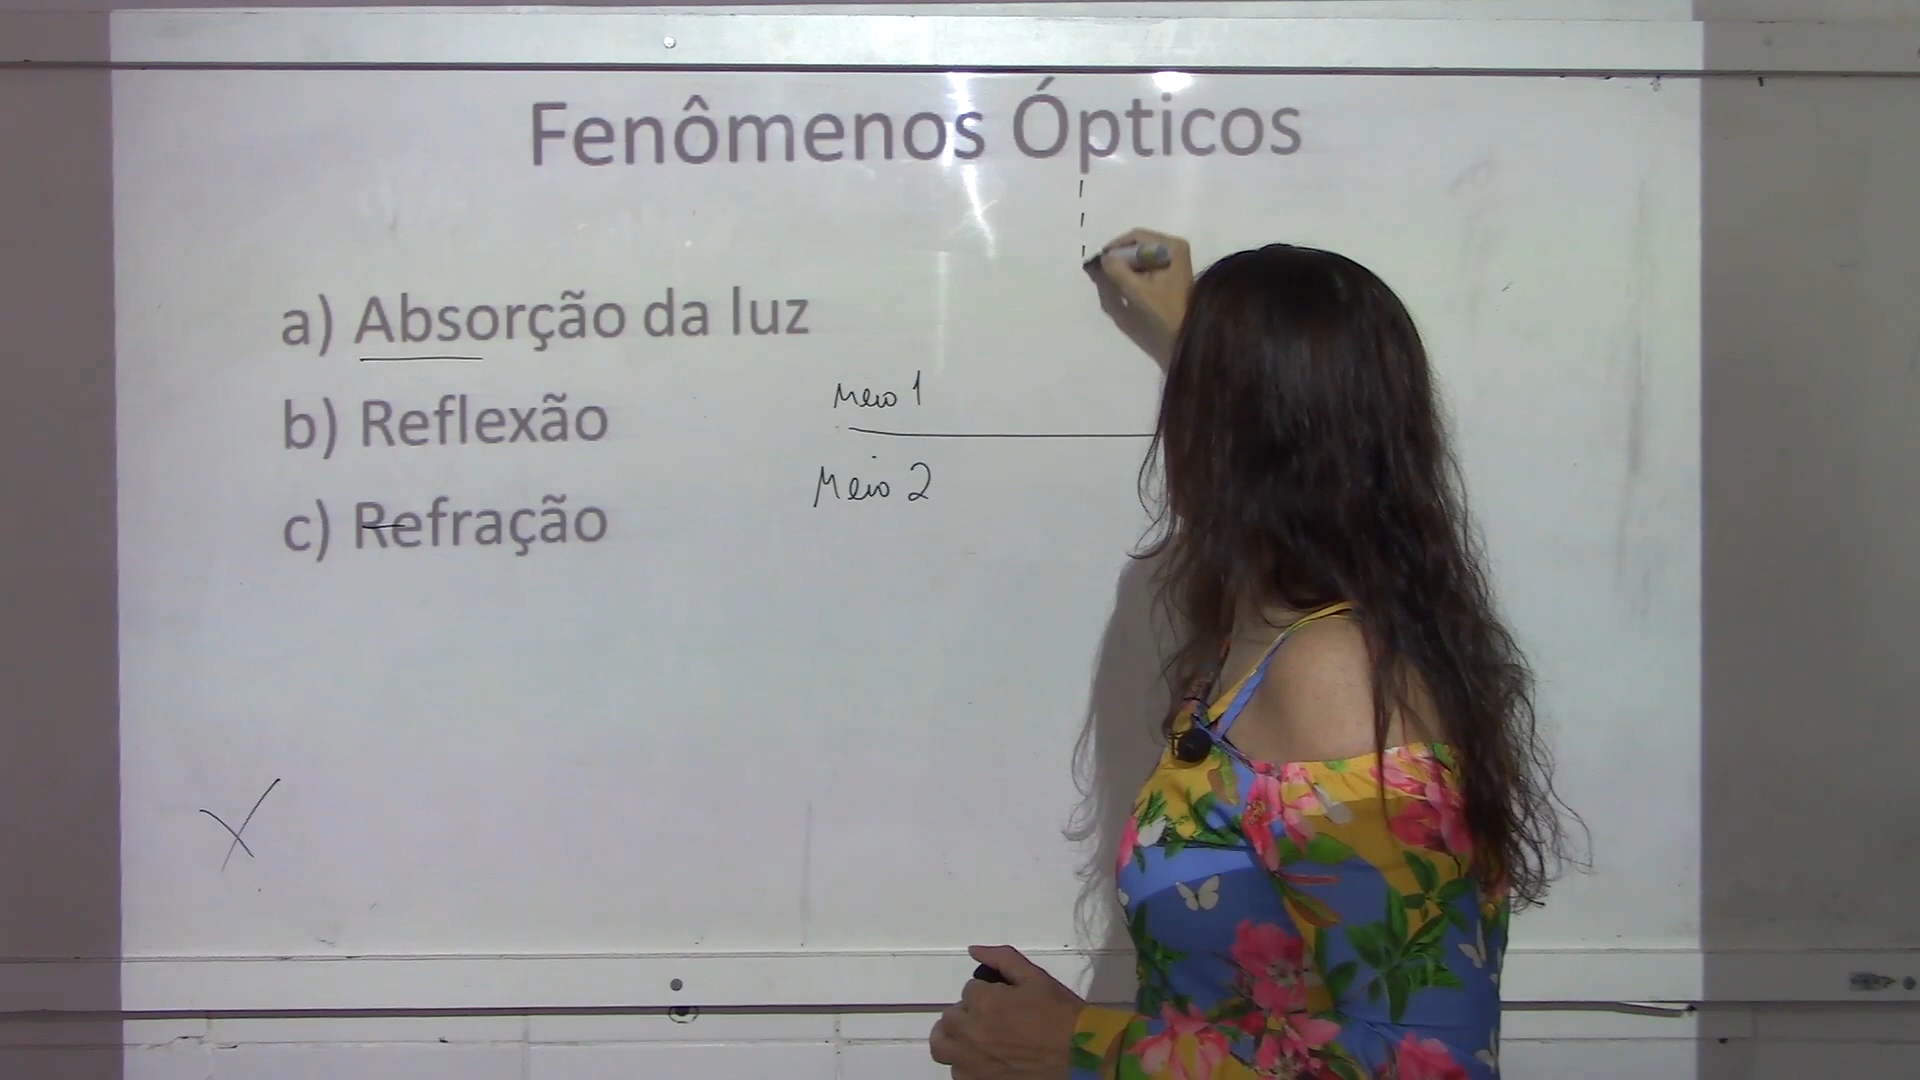 Fenômenos Ópticos
a) Absorção da luz
b) Reflexão
c) Refração
Meio 1
Meio 2